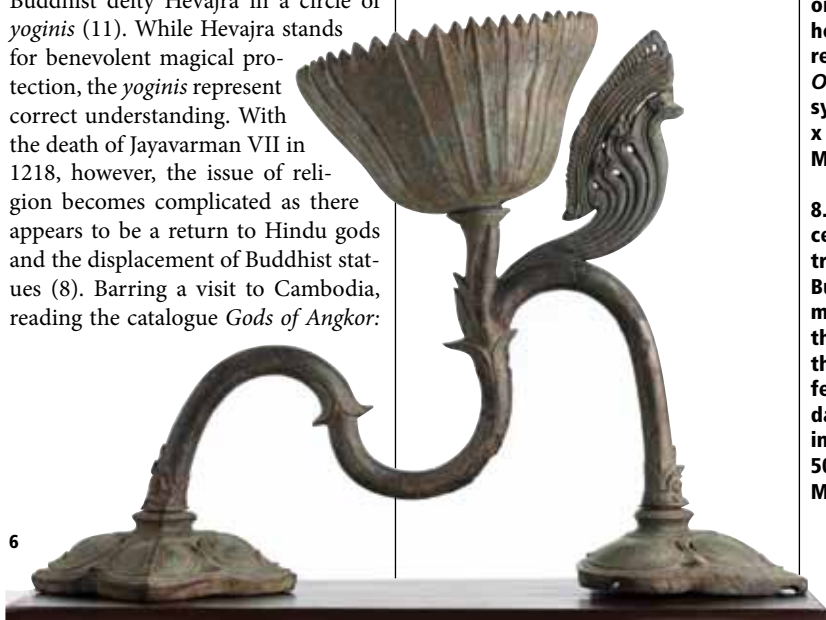 Buddhist deity Hevajra in a circle of
yoginis (11). While Hevajra stands
for benevolent magical pro-
tection, the yoginis represent
correct understanding. With
the death of Jayavarman VII in
1218, however, the issue of reli-
gion becomes complicated as there
appears to be a return to Hindu gods
and the displacement of Buddhist stat-
ues (8). Barring a visit to Cambodia,
reading the catalogue Gods of Angkor:
6
8.